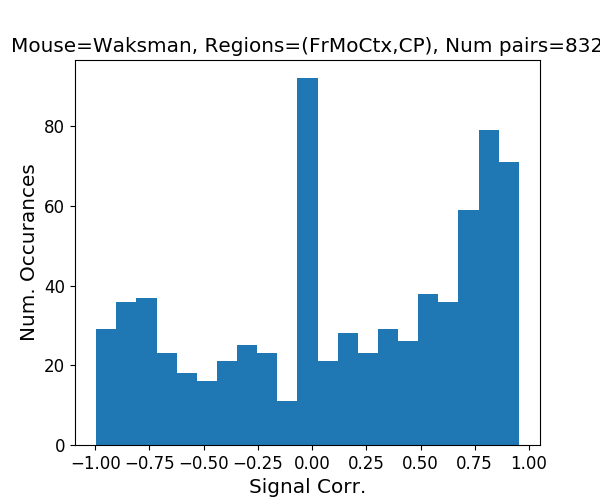 Mouse=Waksman, Regions=(FrMoCtx,CP), Num pairs=832
80
60
40
20
0
Num. Occurances
−1.00 −0.75 −0.50 −0.25 0.00 0.25 0.50 0.75 1.00
Signal Corr.